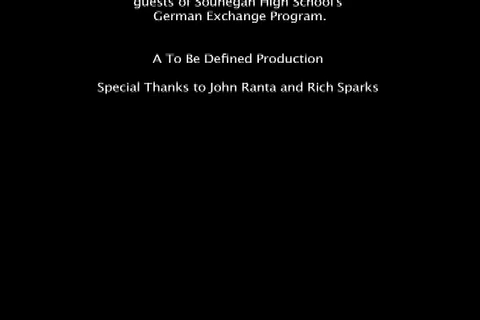 guests of Souhegan High School's
German Exchange Program.
A To Be Defined Production
Special Thanks to John Ranta and Rich Sparks